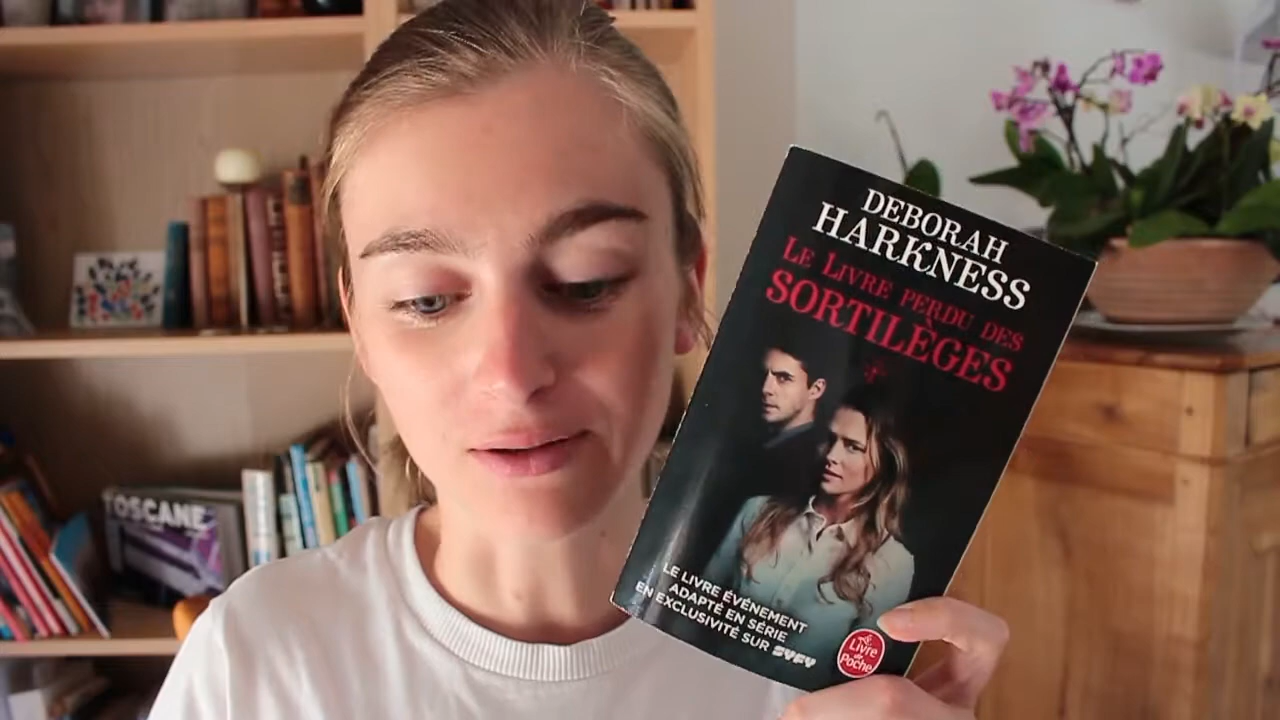 DEBORAH
HARKNESS
LE LIVRE PERDU DES
SORTILÈGES
LE LIVRE ÉVÉNEMENT
ADAPTÉ EN SÉRIE
EN EXCLUSIVITÉ SUR SYFY
Le
Livre
de
Poche
TOSCANE